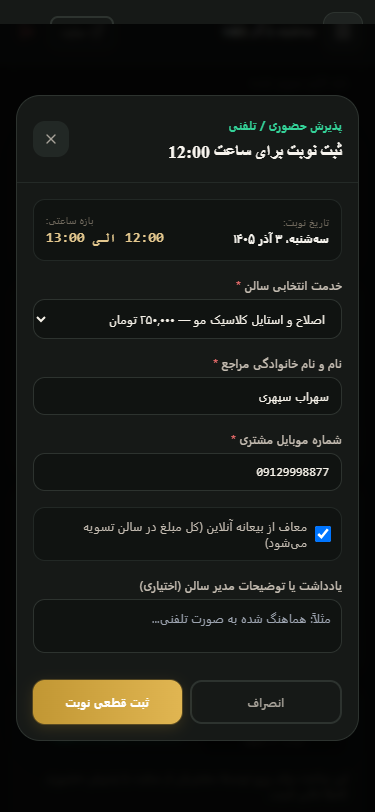 پذیرش حضوری / تلفنی
ثبت نوبت برای ساعت 12:00
×
تاریخ نوبت:
سه‌شنبه، ۳ آذر ۱۴۰۵
بازه ساعتی:
12:00 الی 13:00
خدمت انتخابی سالن *
اصلاح و استایل کلاسیک مو — ۲۵۰,۰۰۰ تومان
نام و نام خانوادگی مراجع *
سهراب سپهری
شماره موبایل مشتری *
09129998877
معاف از بیعانه آنلاین (کل مبلغ در سالن تسویه
می‌شود)
یادداشت یا توضیحات مدیر سالن (اختیاری)
مثلاً: هماهنگ شده به صورت تلفنی...
انصراف
ثبت قطعی نوبت